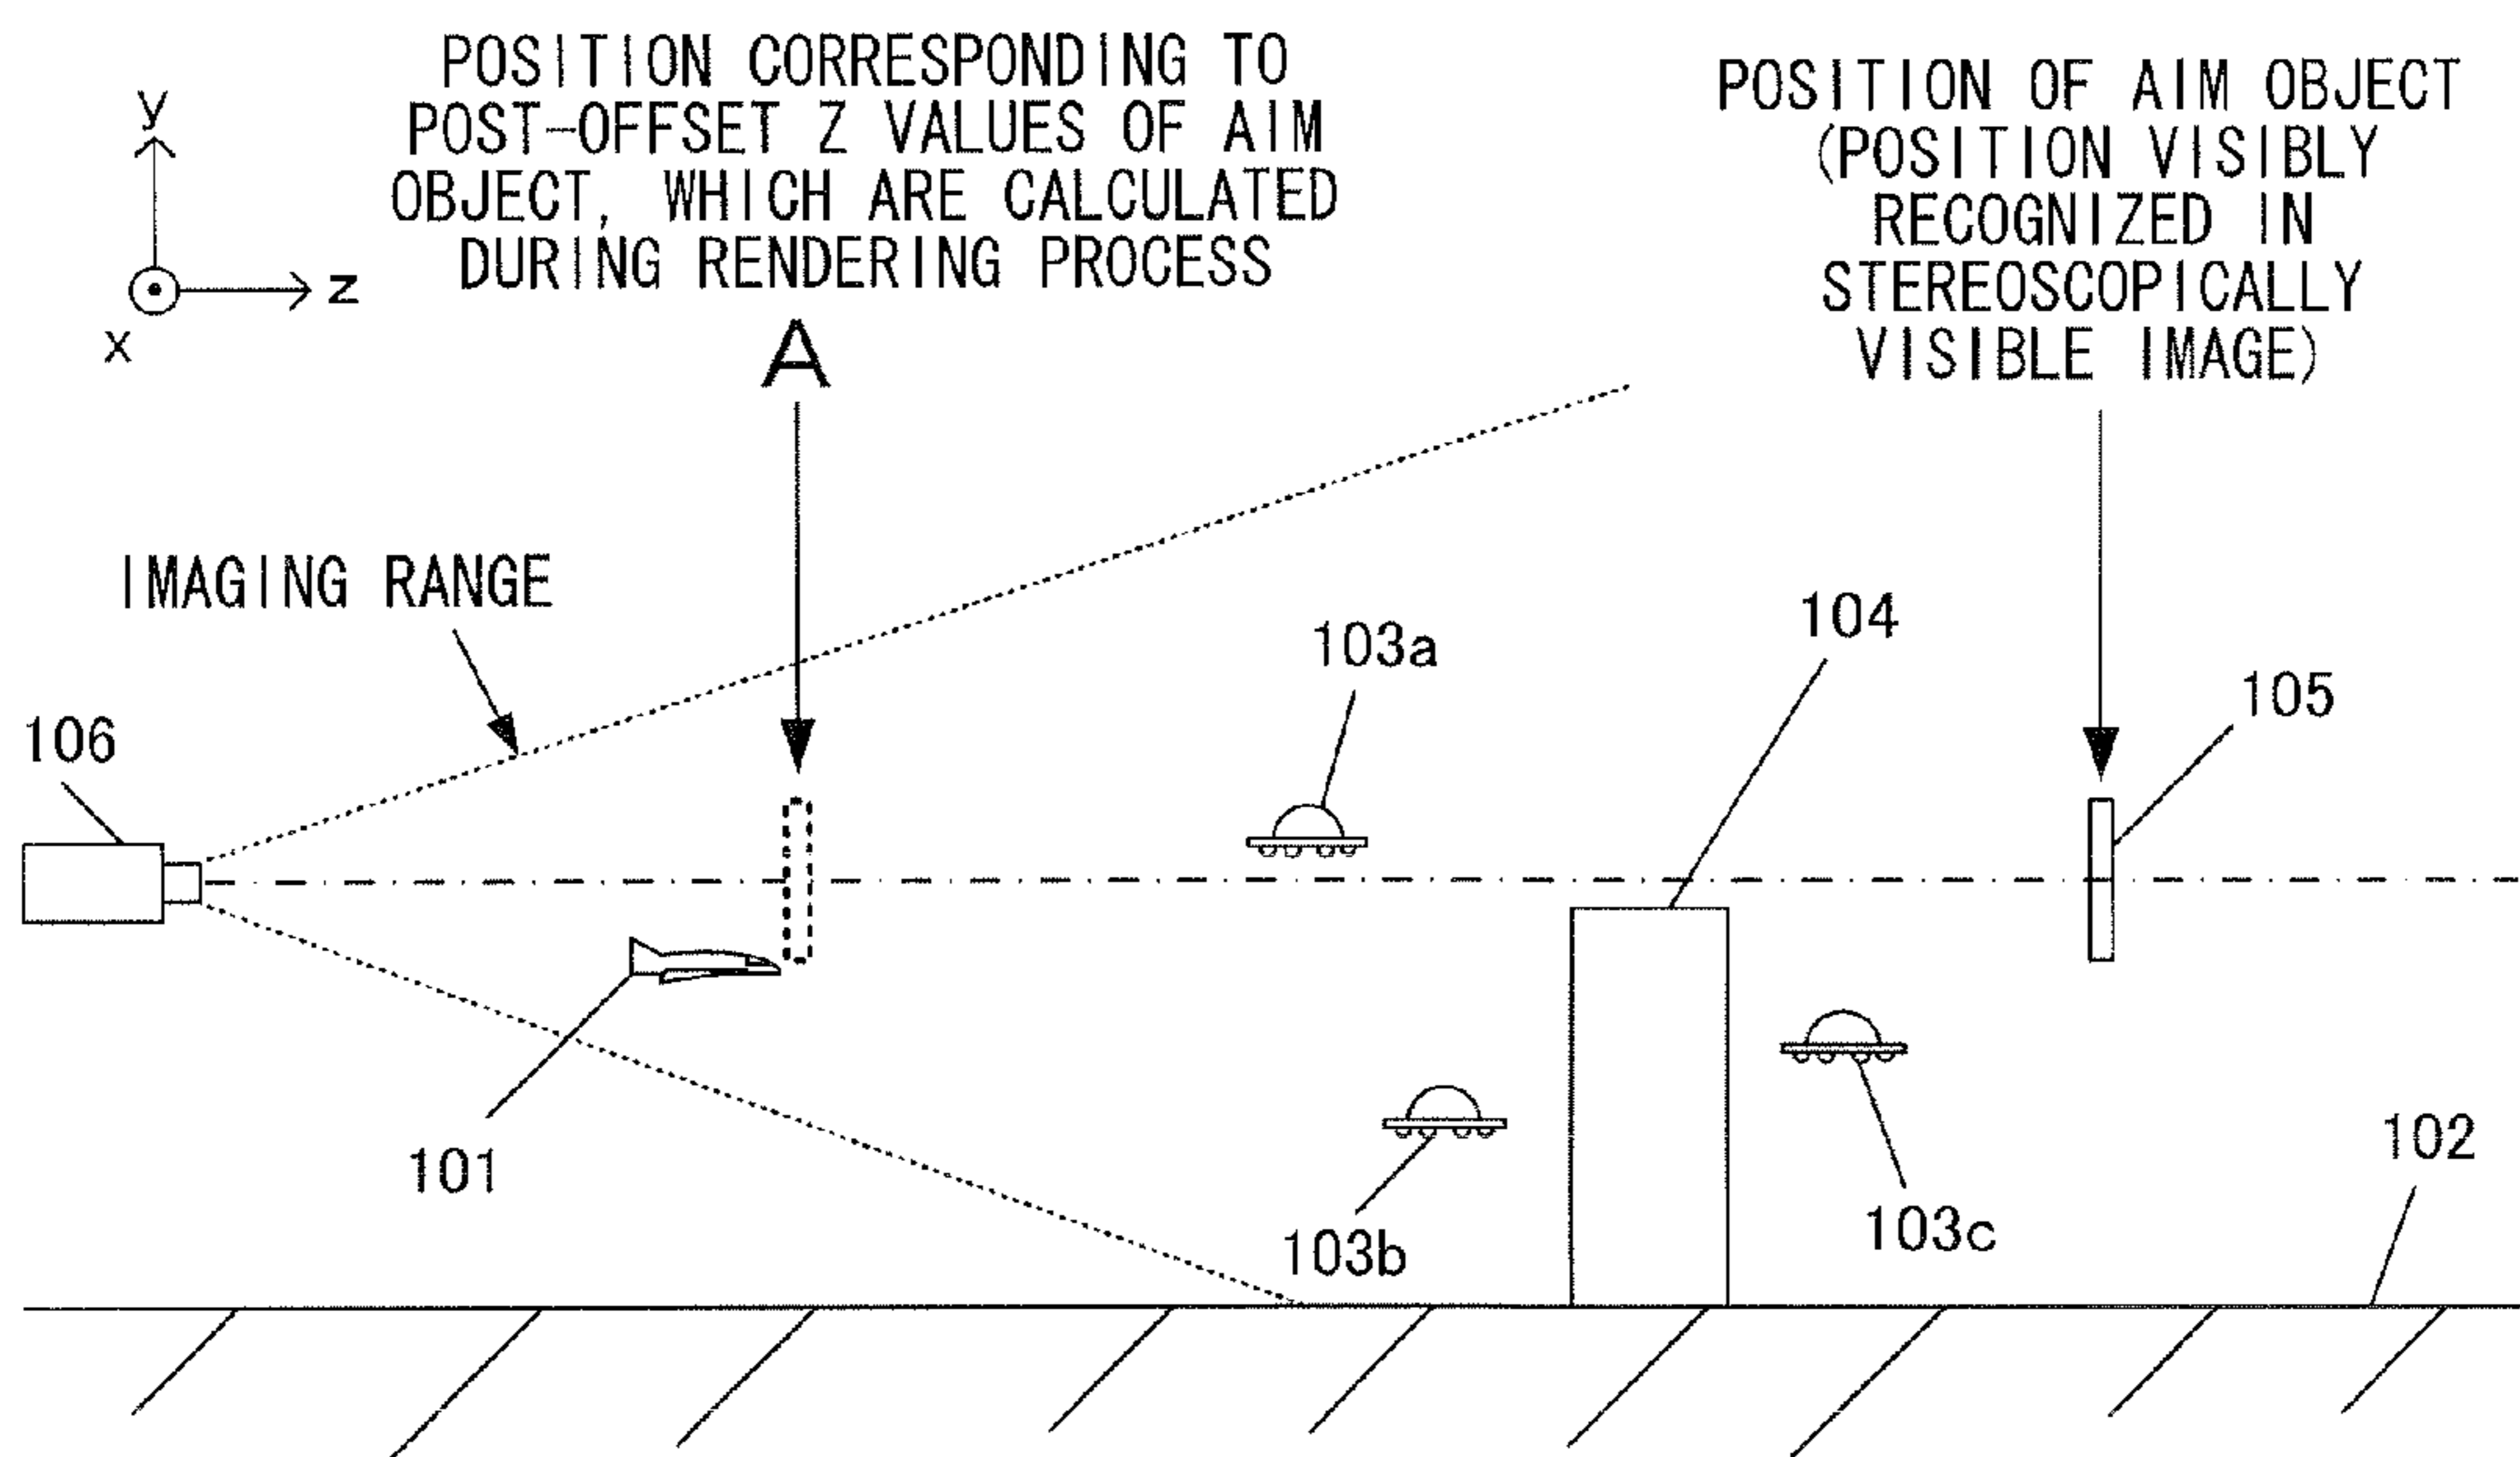 POSITION CORRESPONDING TO
POST-OFFSET Z VALUES OF AIM
OBJECT, WHICH ARE CALCULATED
DURING RENDERING PROCESS
A
POSITION OF AIM OBJECT
(POSITION VISIBLY
RECOGNIZED IN
STEREOSCOPICALLY
VISIBLE IMAGE)
y
z
x
IMAGING RANGE
103a
104
105
106
101
103b
103c
102